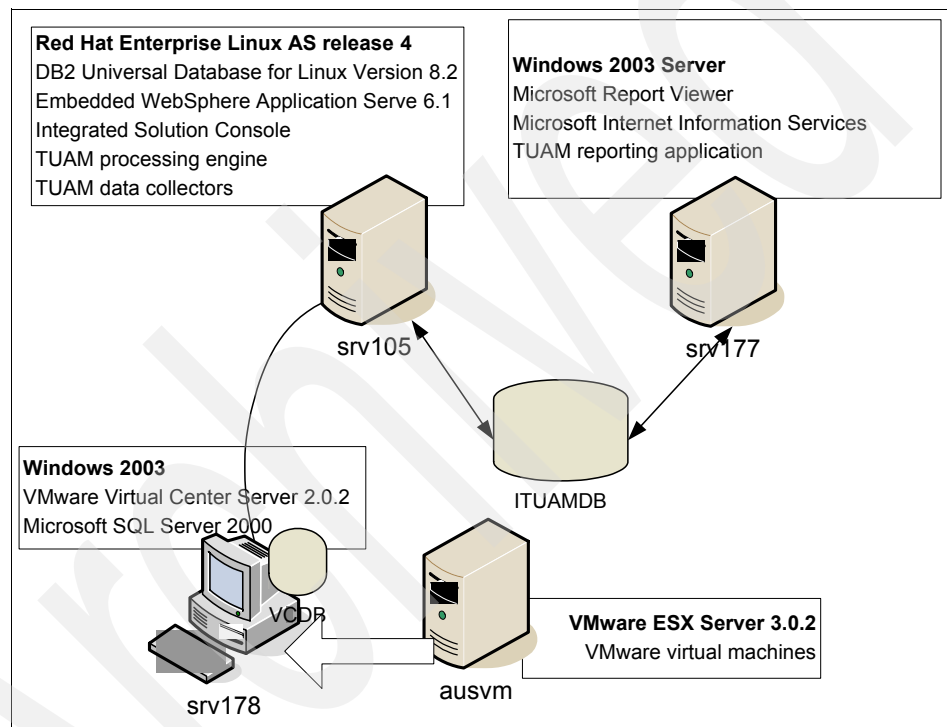 Red Hat Enterprise Linux AS release 4
DB2 Universal Database for Linux Version 8.2
Embedded WebSphere Application Serve 6.1
Integrated Solution Console
TUAM processing engine
TUAM data collectors
Windows 2003 Server
Microsoft Report Viewer
Microsoft Internet Information Services
TUAM reporting application
srv105
srv177
ITUAMDB
Windows 2003
VMware Virtual Center Server 2.0.2
Microsoft SQL Server 2000
VCDB
srv178
ausvm
VMware ESX Server 3.0.2
VMware virtual machines
Archived